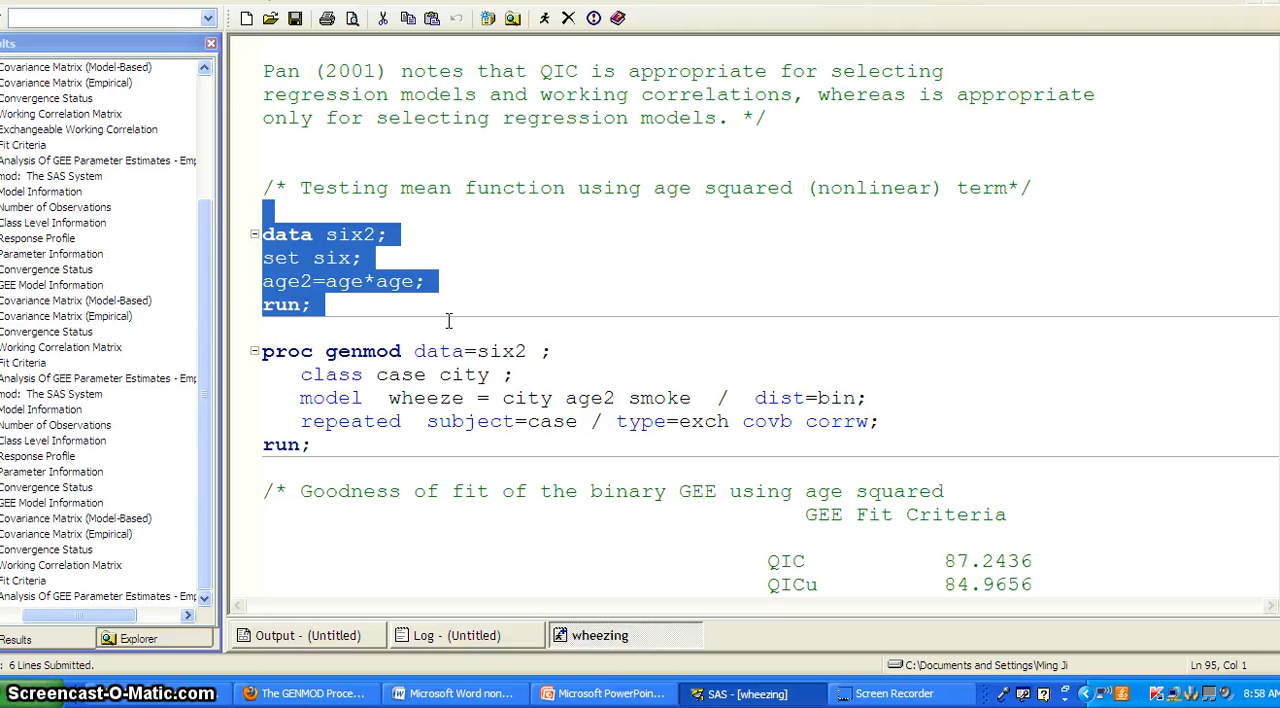 lts
Covariance Matrix (Model-Based)
Covariance Matrix (Empirical)
Convergence Status
Working Correlation Matrix
Exchangeable Working Correlation
Fit Criteria
Analysis Of GEE Parameter Estimates - Emp
mod: The SAS System
Model Information
Number of Observations
Class Level Information
Response Profile
Parameter Information
Convergence Status
GEE Model Information
Covariance Matrix (Model-Based)
Covariance Matrix (Empirical)
Convergence Status
Working Correlation Matrix
Fit Criteria
Analysis Of GEE Parameter Estimates - Emp
mod: The SAS System
Model Information
Number of Observations
Class Level Information
Response Profile
Parameter Information
Convergence Status
GEE Model Information
Covariance Matrix (Model-Based)
Covariance Matrix (Empirical)
Convergence Status
Working Correlation Matrix
Fit Criteria
Analysis Of GEE Parameter Estimates - Emp
Results
Explorer
Pan (2001) notes that QIC is appropriate for selecting
regression models and working correlations, whereas is appropriate
only for selecting regression models. */
/* Testing mean function using age squared (nonlinear) term*/
data six2;
set six;
age2=age*age;
run;
proc genmod data=six2 ;
class case city ;
model wheeze = city age2 smoke / dist=bin;
repeated subject=case / type=exch covb corrw;
run;
/* Goodness of fit of the binary GEE using age squared
GEE Fit Criteria
QIC 87.2436
QICu 84.9656
Output - (Untitled)
Log - (Untitled)
wheezing
: 6 Lines Submitted.
C:\Documents and Settings\Ming Ji
Ln 95, Col 1
Screencast-O-Matic.com
The GENMOD Proce...
Microsoft Word non...
Microsoft PowerPoin...
SAS - [wheezing]
Screen Recorder
8:58 AM